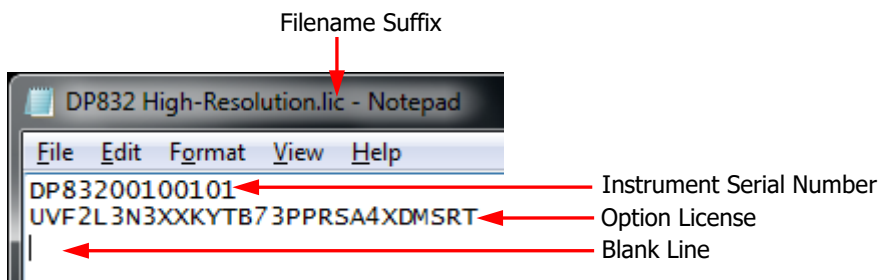 Filename Suffix
DP832 High-Resolution.lic - Notepad
File Edit Format View Help
DP83200100101 Instrument Serial Number
UVF2L3N3XXKYTB73PPRSA4XDMSRT Option License
Blank Line